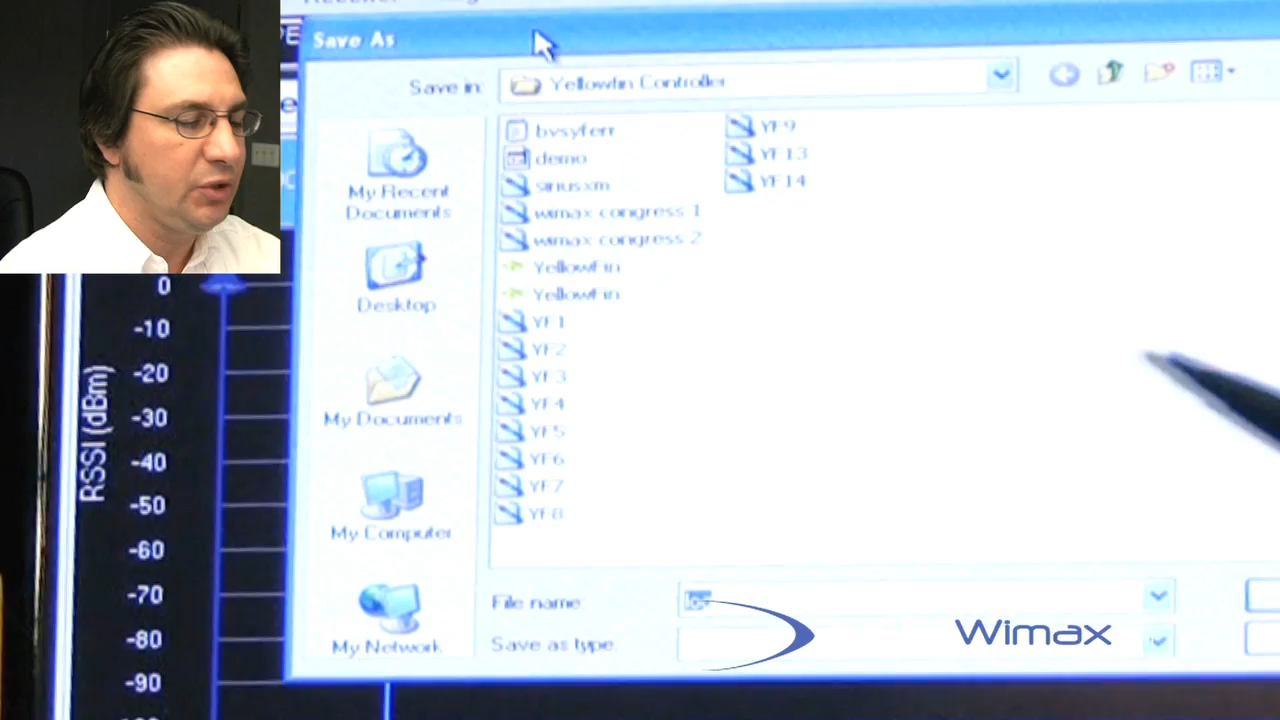 Save As
Save in:
Yellowfin Controller
bvsyferr
demo
siriusxm
wimax congress 1
wimax congress 2
YellowFin
YellowFin
YF1
YF2
YF3
YF4
YF5
YF6
YF7
YF8
YF9
YF13
YF14
My Recent
Documents
Desktop
My Documents
My Computer
My Network
File name:
Save as type:
Wimax
RSSI (dBm)
0
-10
-20
-30
-40
-50
-60
-70
-80
-90